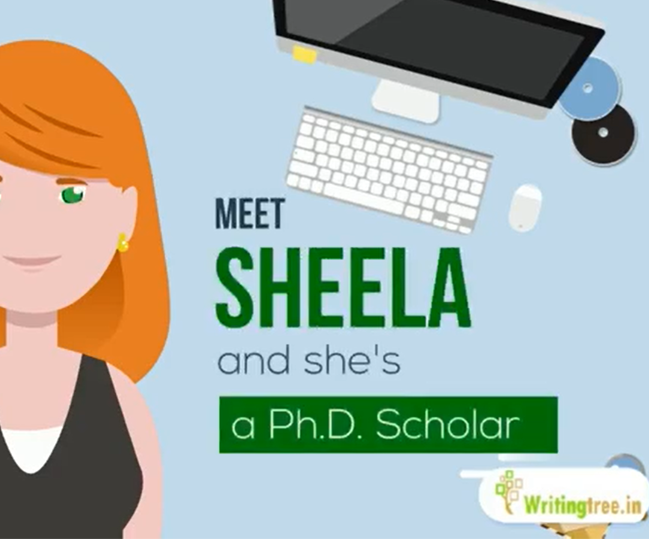 MEET
SHEELA
and she's
a Ph.D. Scholar
Writingtree.in